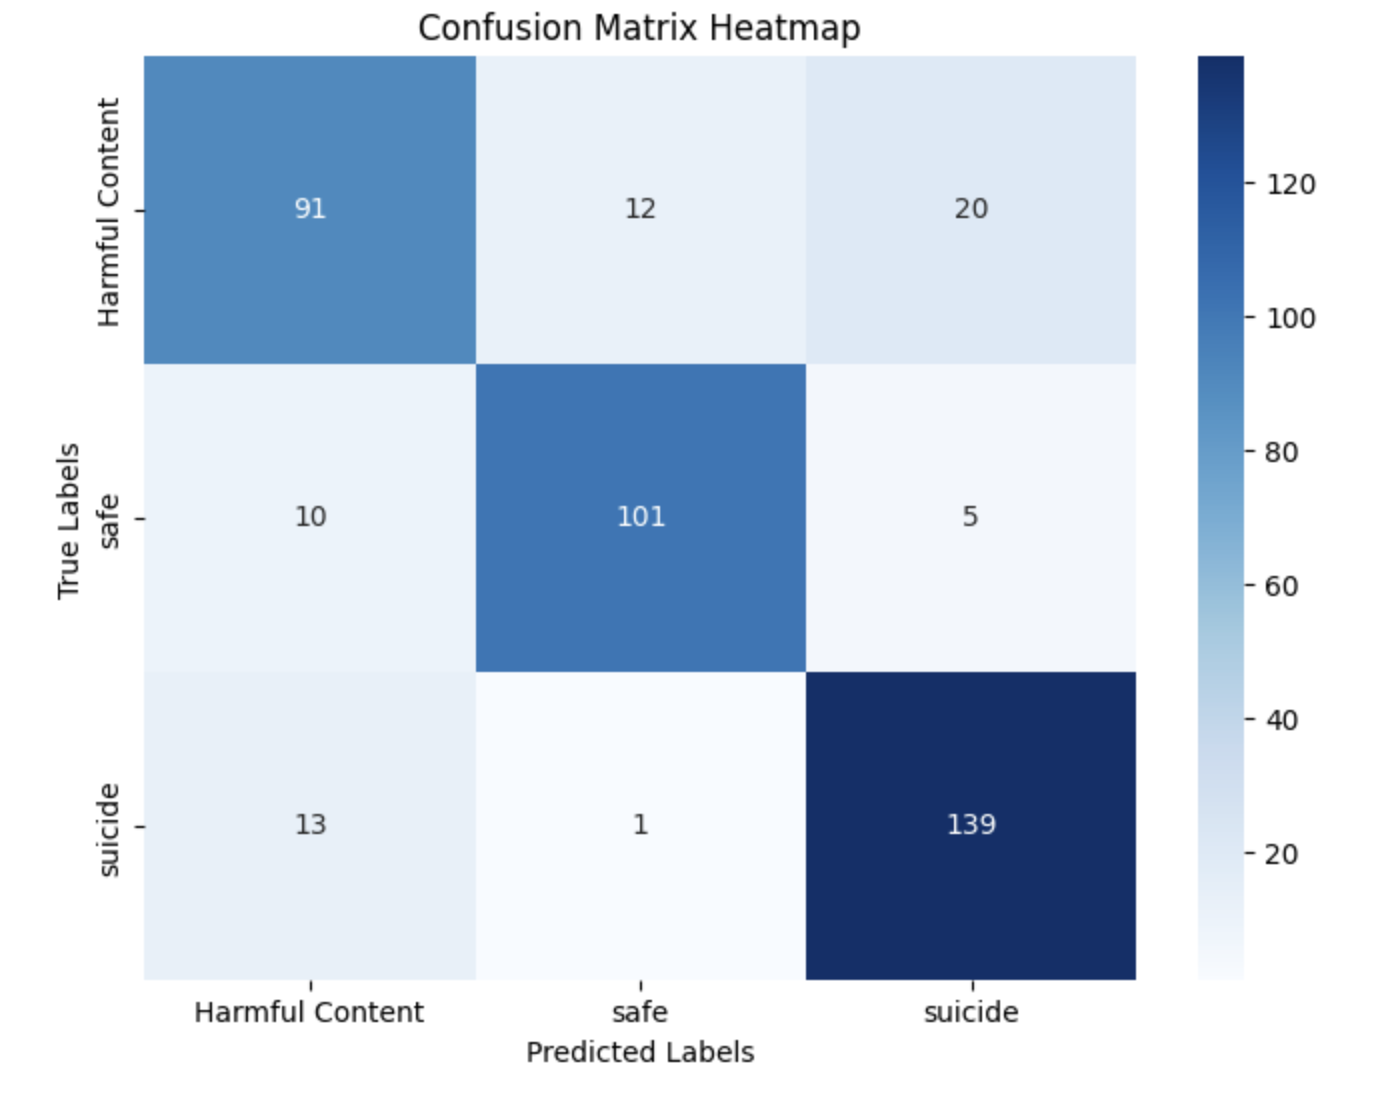 Confusion Matrix Heatmap
True Labels
Harmful Content
91 12 20
safe
10 101 5
suicide
13 1 139
Harmful Content safe suicide
Predicted Labels
120
100
80
60
40
20